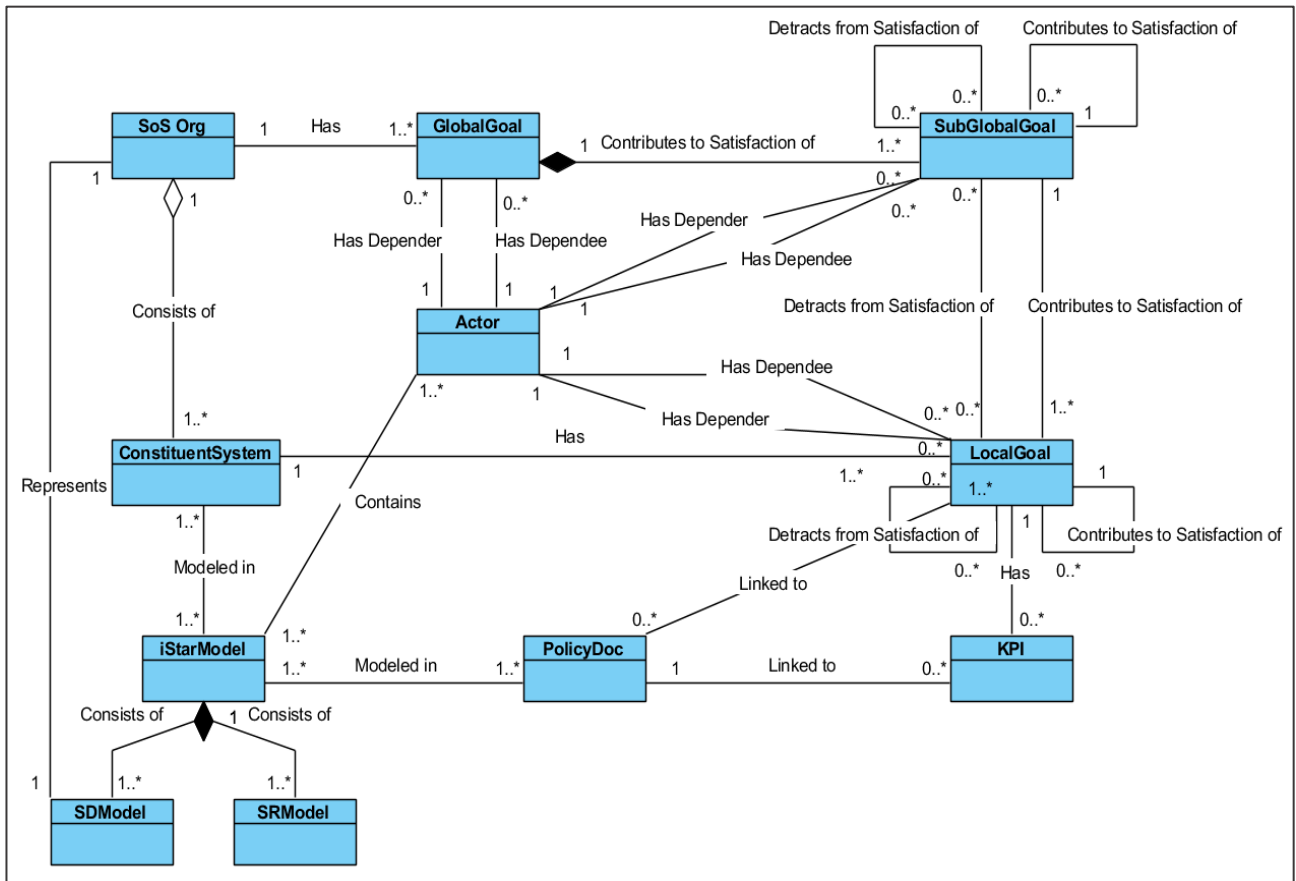 Detracts from Satisfaction of
Contributes to Satisfaction of
0..*
0..*
0..*
1
SoS Org
1
Has
1..*
GlobalGoal
1
Contributes to Satisfaction of
1..*
SubGlobalGoal
1
1
0..*
0..*
0..*
0..*
0..*
1
Has Depender
Has Depender
Has Dependee
Has Dependee
Consists of
1
1
1
1
Detracts from Satisfaction of
Contributes to Satisfaction of
Actor
1
Has Dependee
1..*
1
Has Depender
0..*
0..*
1..*
1..*
Has
ConstituentSystem
1
0..*
LocalGoal
1..*
0..*
1..*
1
Represents
Contains
1..*
1
Detracts from Satisfaction of
Contributes to Satisfaction of
Modeled in
0..*
Has
0..*
Linked to
1..*
1..*
0..*
0..*
iStarModel
1..*
Modeled in
1..*
PolicyDoc
1
Linked to
0..*
KPI
Consists of
1
Consists of
1
1..*
1..*
SDModel
SRModel